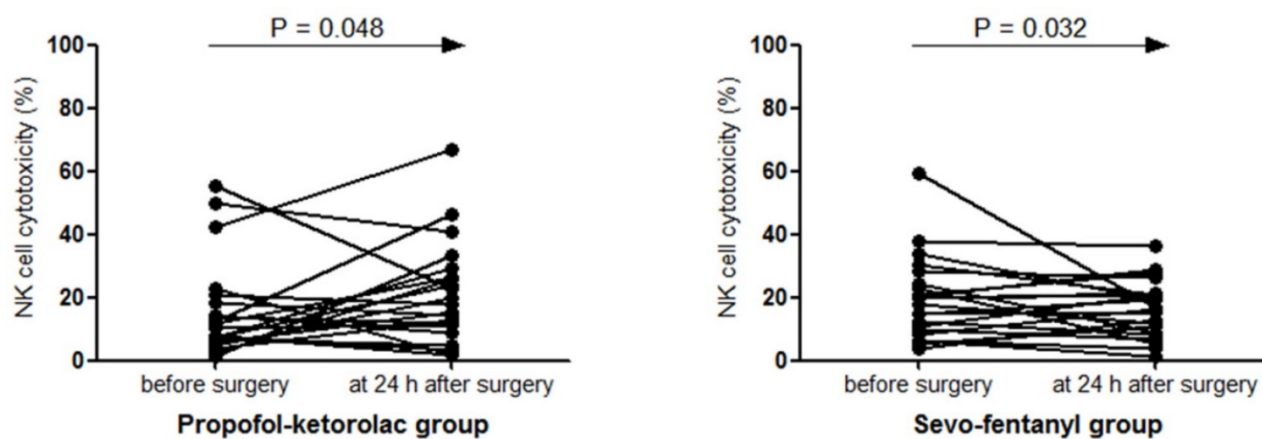 P = 0.048
NK cell cytotoxicity (%)
100
80
60
40
20
0
before surgery
at 24 h after surgery
Propofol-ketorolac group
P = 0.032
NK cell cytotoxicity (%)
100
80
60
40
20
0
before surgery
at 24 h after surgery
Sevo-fentanyl group